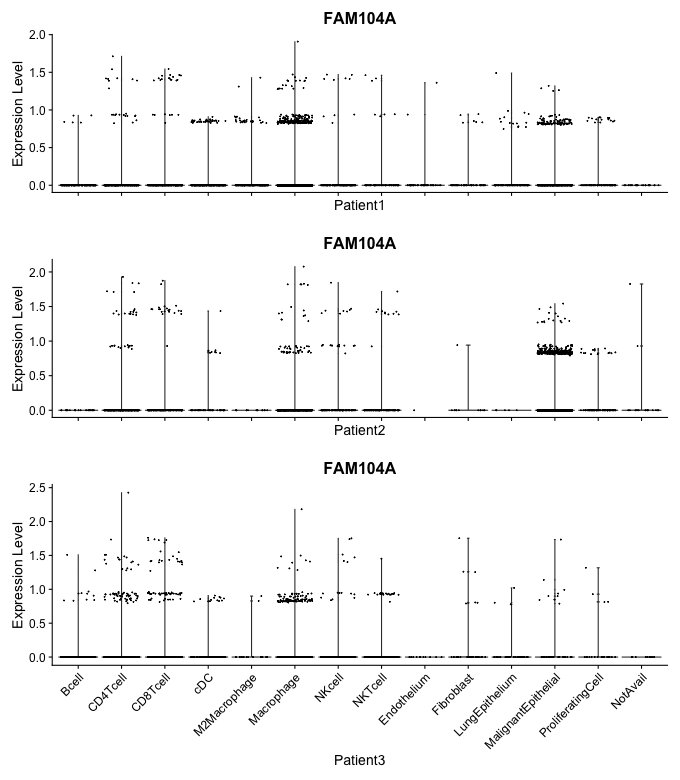 FAM104A
Expression Level
2.0
1.5
1.0
0.5
0.0
Patient1
FAM104A
Expression Level
2.0
1.5
1.0
0.5
0.0
Patient2
FAM104A
Expression Level
2.5
2.0
1.5
1.0
0.5
0.0
Bcell
CD4Tcell
CD8Tcell
cDC
M2Macrophage
Macrophage
NKcell
NKTcell
Endothelium
Fibroblast
LungEpithelium
MalignantEpithelial
ProliferatingCell
NotAvail
Patient3